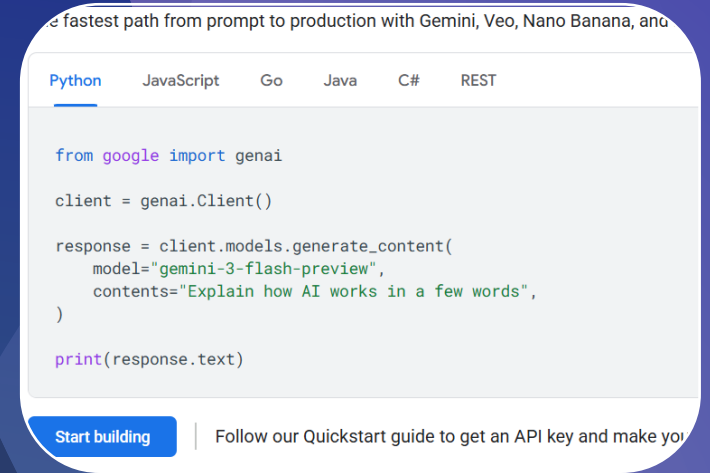 fastest path from prompt to production with Gemini, Veo, Nano Banana, and
Python JavaScript Go Java C# REST
from google import genai
client = genai.Client()
response = client.models.generate_content(
    model="gemini-3-flash-preview",
    contents="Explain how AI works in a few words",
)
print(response.text)
Start building
Follow our Quickstart guide to get an API key and make